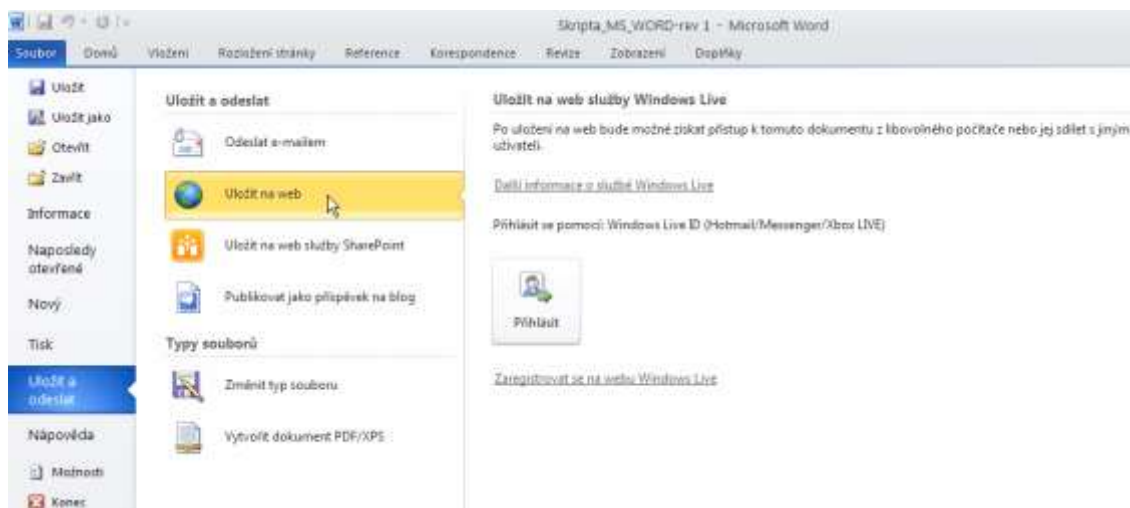 Skripta_MS_WORD-rev 1 - Microsoft Word
Soubor Domů Vložení Rozložení stránky Reference Korespondence Revize Zobrazení Doplňky
Uložit
Uložit jako
Otevřít
Zavřít
Informace
Naposledy
otevřené
Nový
Tisk
Uložit a
odeslat
Nápověda
Možnosti
Konec
Uložit a odeslat
Odeslat e-mailem
Uložit na web
Uložit na web služby SharePoint
Publikovat jako příspěvek na blog
Typy souborů
Změnit typ souboru
Vytvořit dokument PDF/XPS
Uložit na web služby Windows Live
Po uložení na web bude možné získat přístup k tomuto dokumentu z libovolného počítače nebo jej sdílet s jiným
uživateli.
Další informace o službě Windows Live
Přihlásit se pomocí: Windows Live ID (Hotmail/Messenger/Xbox LIVE)
Přihlásit
Zaregistrovat se na webu Windows Live